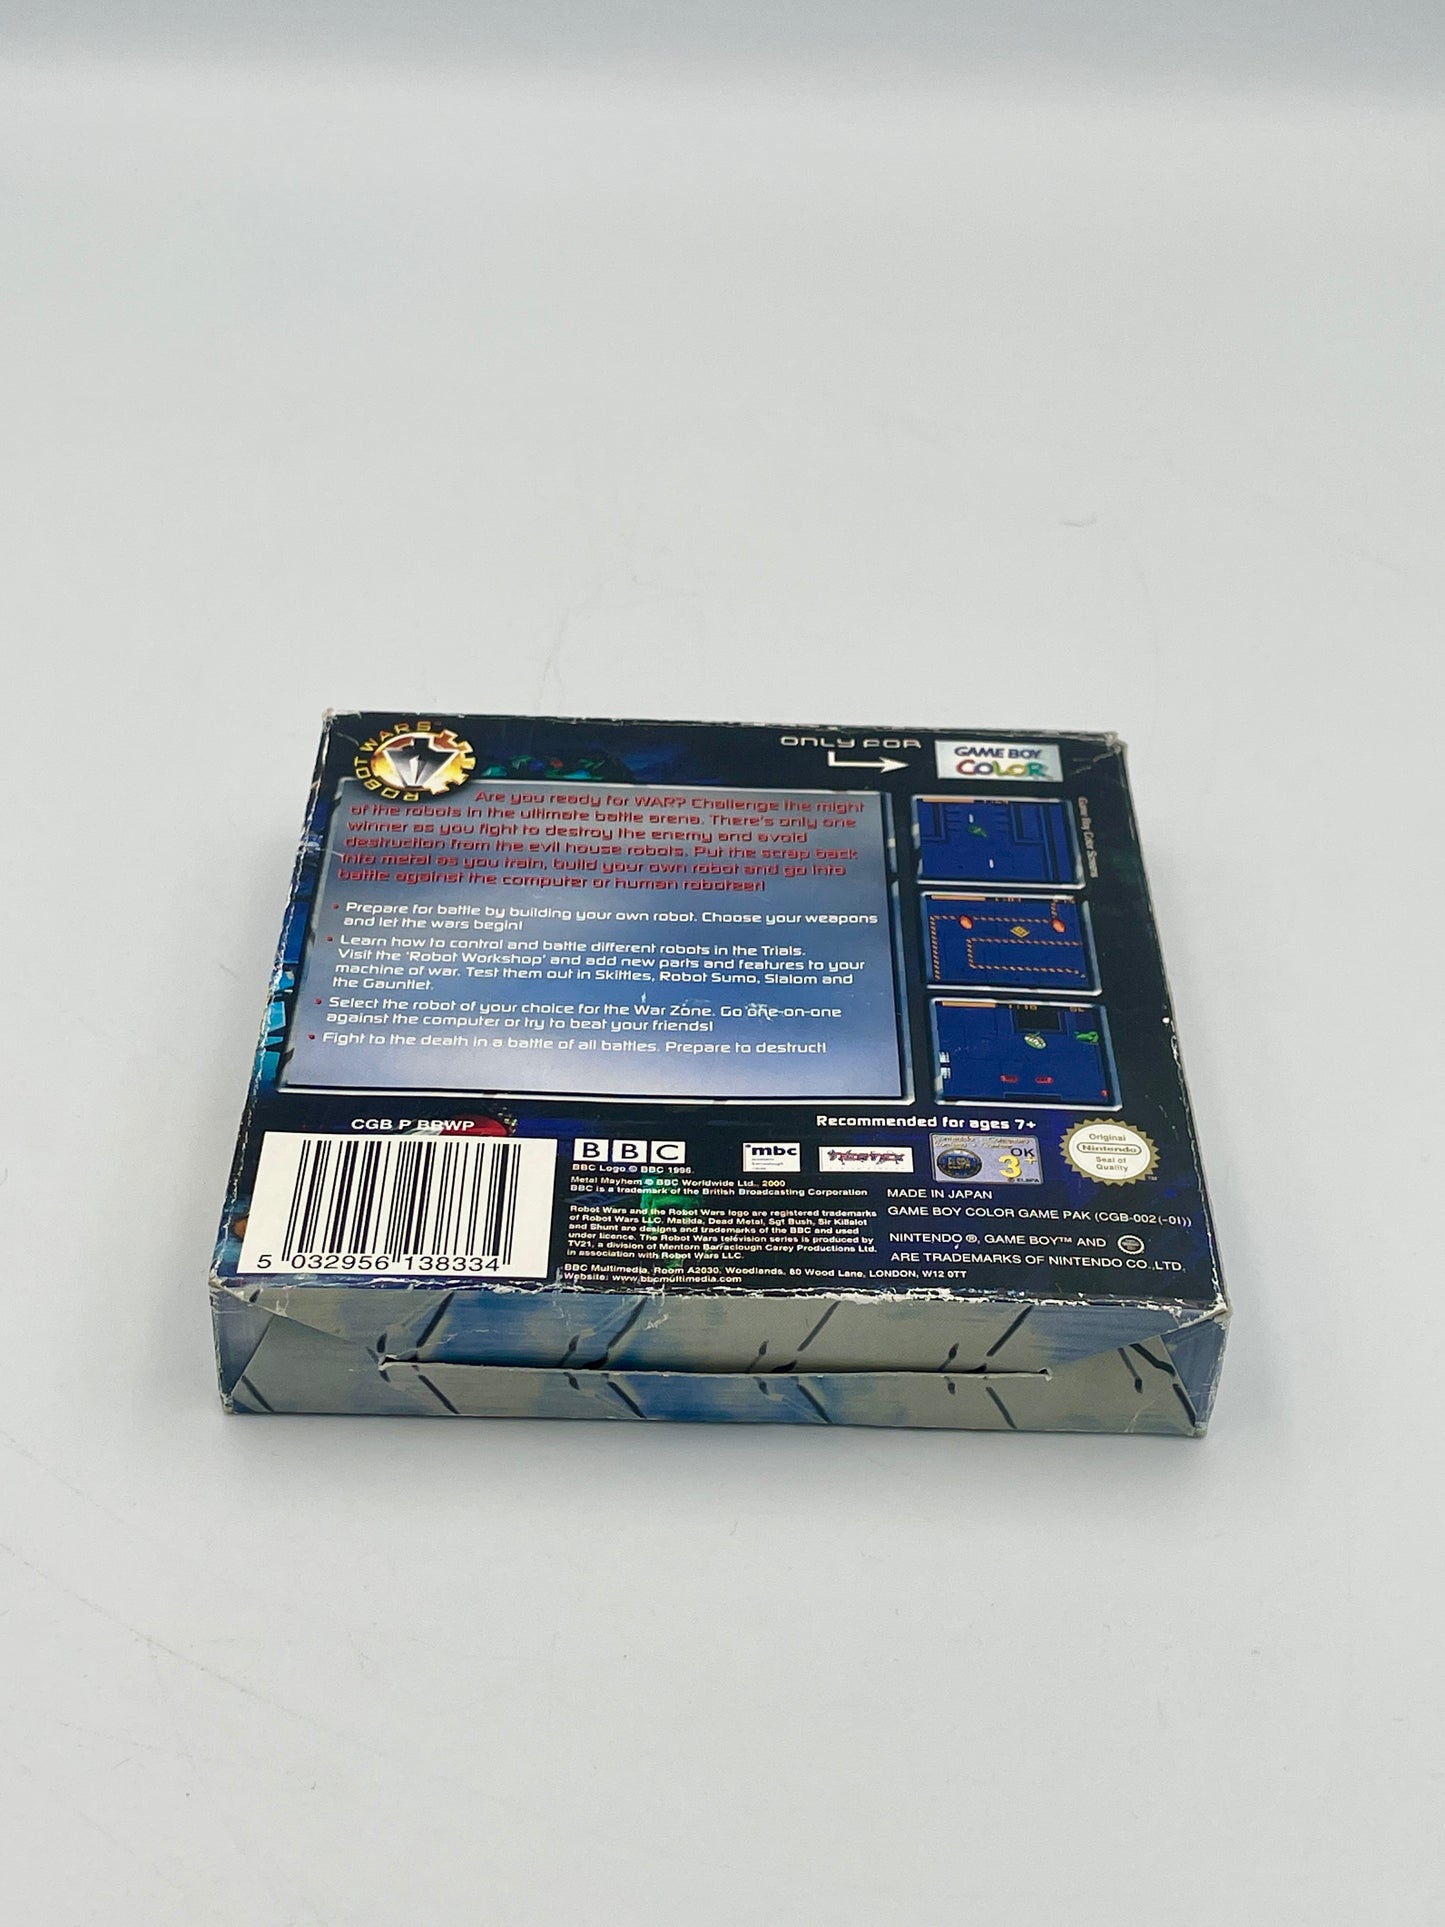 ROBOT WARS
ONLY FOR
GAME BOY
COLOR
Game Boy Color Screens
Are you ready for WAR? Challenge the might
of the robots in the ultimate battle arena. There's only one
winner as you fight to destroy the enemy and avoid
destruction from the evil house robots. Put the scrap back
into metal as you train, build your own robot and go into
battle against the computer or human roboteer!
• Prepare for battle by building your own robot. Choose your weapons
and let the wars begin!
• Learn how to control and battle different robots in the Trials.
Visit the 'Robot Workshop' and add new parts and features to your
machine of war. Test them out in Skittles, Robot Sumo, Slalom and
the Gauntlet.
• Select the robot of your choice for the War Zone. Go one-on-one
against the computer or try to beat your friends!
• Fight to the death in a battle of all battles. Prepare to destruct!
CGB P BRWP
Recommended for ages 7+
5 032956 138334
BBC
BBC Logo © BBC 1996.
Metal Mayhem © BBC Worldwide Ltd., 2000
BBC is a trademark of the British Broadcasting Corporation
Robot Wars and the Robot Wars logo are registered trademarks
of Robot Wars LLC. Matilda, Dead Metal, Sgt Bash, Sir Killalot
and Shunt are designs and trademarks of the BBC and used
under licence. The Robot Wars television series is produced by
TV21, a division of Mentorn Barraclough Carey Productions Ltd.
in association with Robot Wars LLC.
BBC Multimedia, Room A2030, Woodlands, 80 Wood Lane, LONDON, W12 0TT
Website: www.bbcmultimedia.com
mbc
ELSPA
OK
3+
© ELSPA
Original
Nintendo
Seal of
Quality
TM
MADE IN JAPAN
GAME BOY COLOR GAME PAK (CGB-002(-01))
NINTENDO ®, GAME BOY™ AND
ARE TRADEMARKS OF NINTENDO CO.,LTD.